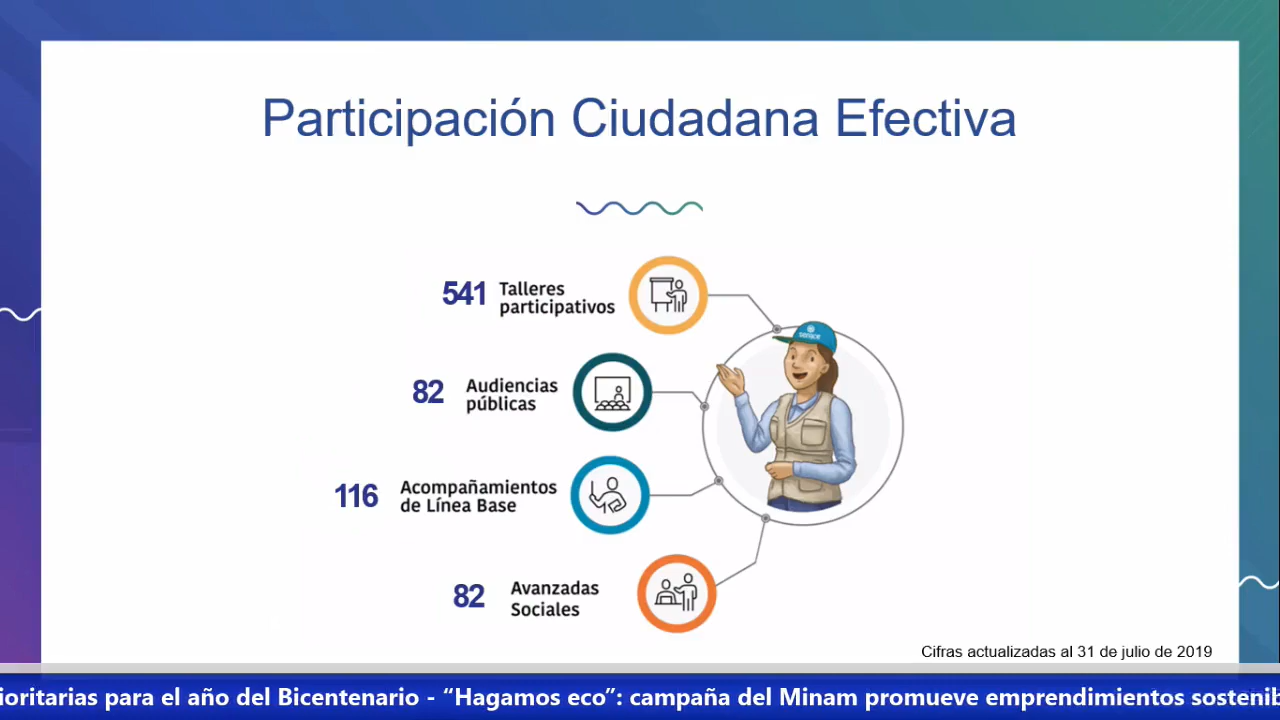 Participación Ciudadana Efectiva
541 Talleres
participativos
82 Audiencias
públicas
116 Acompañamientos
de Línea Base
82 Avanzadas
Sociales
senace
Cifras actualizadas al 31 de julio de 2019
ioritarias para el año del Bicentenario - “Hagamos eco”: campaña del Minam promueve emprendimientos sostenib